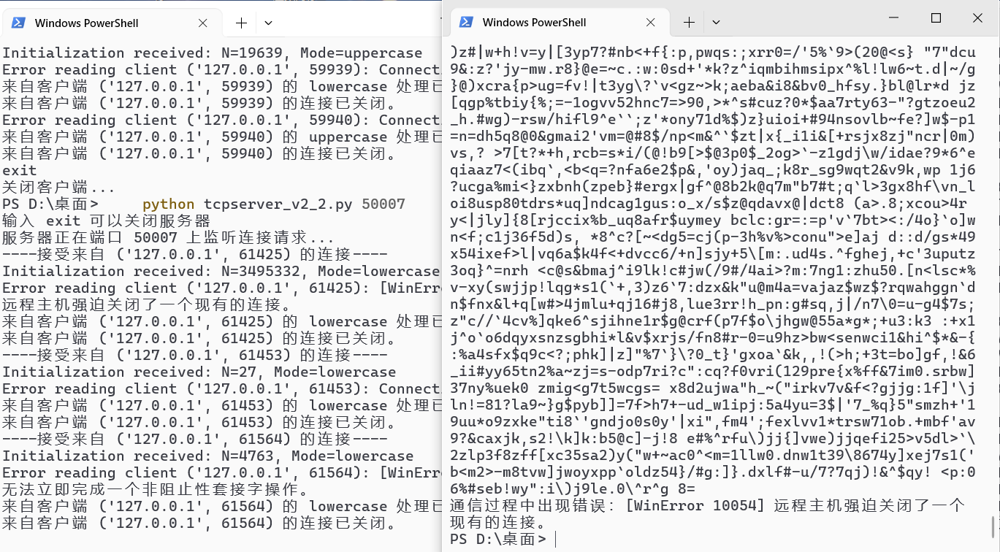 Windows PowerShell
Initialization received: N=19639, Mode=uppercase
Error reading client ('127.0.0.1', 59939): Connect
来自客户端 ('127.0.0.1', 59939) 的 lowercase 处理已
来自客户端 ('127.0.0.1', 59939) 的连接已关闭。
Error reading client ('127.0.0.1', 59940): Connect
来自客户端 ('127.0.0.1', 59940) 的 uppercase 处理已
来自客户端 ('127.0.0.1', 59940) 的连接已关闭。
exit
关闭客户端...
PS D:\桌面>     python tcpserver_v2_2.py 50007
输入 exit 可以关闭服务器
服务器正在端口 50007 上监听连接请求...
----接受来自 ('127.0.0.1', 61425) 的连接----
Initialization received: N=3495332, Mode=lowercase
Error reading client ('127.0.0.1', 61425): [WinErr
远程主机强迫关闭了一个现有的连接。
来自客户端 ('127.0.0.1', 61425) 的 lowercase 处理已
来自客户端 ('127.0.0.1', 61425) 的连接已关闭。
----接受来自 ('127.0.0.1', 61453) 的连接----
Initialization received: N=27, Mode=lowercase
Error reading client ('127.0.0.1', 61453): Connect
来自客户端 ('127.0.0.1', 61453) 的 lowercase 处理已
来自客户端 ('127.0.0.1', 61453) 的连接已关闭。
----接受来自 ('127.0.0.1', 61564) 的连接----
Initialization received: N=4763, Mode=lowercase
Error reading client ('127.0.0.1', 61564): [WinErr
无法立即完成一个非阻止性套接字操作。
来自客户端 ('127.0.0.1', 61564) 的 lowercase 处理已
来自客户端 ('127.0.0.1', 61564) 的连接已关闭。
Windows PowerShell
)z#|w+h!v=y|[3yp7?#nb<+f{:p,pwqs:;xrr0=/'5%`9>(20@<s} "7"dcu
9&:z?'jy-mw.r8}@e=~c.:w:0sd+'*k?z^iqmbihmsipx^%l!lw6~t.d|~/g
}@)xcra{p>ug=fv!|t3yg\?`v<gz~>k;aeba&i8&bv0_hfsy.}bl@lr*d jz
[qgp%tbiy{%;=-1ogvv52hnc7=>90,>*^s#cuz?0*$aa7rty63-"?gtzoeu2
_h.#wg)-rsw/hifl9^e``;z'*ony71d%$)z}uioi+#94nsovlb~fe?]w$-p1
=n=dh5q8@0&gmai2'vm=@#8$/np<m&^`$zt|x{_i1i&[+rsjx8zj"ncr|0m)
vs,? >7[t?*+h,rcb=s*i/(@!b9[>$@3p0$_2og>`-z1gdj\w/idae?9*6^e
qiaaz7<(ibq`,<b<q=?nfa6e2$p&,'oy)jaq_;k8r_sg9wqt2&v9k,wp 1j6
?ucga%mi<}zxbnh(zpeb}#ergx|gf^@8b2k@q7m"b7#t;q`l>3gx8hf\vn_l
oi8usp80tdrs*uq]ndcag1gus:o_x/s$z@qdavx@|dct8 (a>.8;xcou>4r
y<|jly]{8[rjccix%b_uq8afr$uymey bclc:gr=:=p'v`7bt><:/4o}`o]w
n<f;c1j36f5d)s, *8^c?[~<dg5=cj(p-3h%v%>conu">e]aj d::d/gs*49
x54ixef>l|vq6a$k4f<+dvcc6/+n]sjy+5\[m:.ud4s.^fghej,+c'3uputz
3oq}^=nrh <c@s&bmaj^i9lk!c#jw(/9#/4ai>?m:7ng1:zhu50.[n<lsc*%
v-xy(swjjp!lqg*s1(`+,3)z6`7:dzx&k"u@m4a=vajaz$wz$?rqwahggn`d
n$fnx&l+q[w#>4jmlu+qj16#j8,lue3rr!h_pn:g#sq,j|/n7\0=u-g4$7s;
z"c//`4cv%]qke6^sjihne1r$g@crf(p7f$o\jhgw@55a*g*;+u3:k3 :+x1
j^o`o6dqyxsnzsgbhi*l&v$xrjs/fn8#r-0=u9hz>bw<senwci1&hi^$*&-{
:%a4sfx$q9c<?;phk]|z]"%7`}\?0_t}'gxoa`&k,,!(>h;+3t=bo]gf,!&6
_ii#yy65tn2%a~zj=s-odp7ri?c":cq?f0vri(129pre{x%ff&7im0.srbw]
37ny%uek0 zmig<g7t5wcgs= x8d2ujwa"h_~("irkv7v&f<?gjjg:1f]'\j
ln!=81?la9~}g$pyb]]=7f>h7+-ud_w1ipj:5a4yu=3$|'7_%q}5"smzh+'1
9uu*o9zxke"ti8`'gndjo0s0y'|xi",fm4';fexlvv1*trsw71ob.+mbf'av
9?&caxjk,s2!\k]k:b5@c]-j!8 e#%^rfu\)jj{]vwe)jjqefi25>v5dl>`\
2zlp3f8zff[xc35sa2)y("w+~ac0^<m=1llw0.dnw1t39\8674y]xej7s1('
b<m2>-m8tvw]jwoyxpp`oldz54}/#g:]}.dxlf#-u/7?7qj)!&^$qy! <p:0
6%#seb!wy":i\)j9le.0\^r^g 8=
通信过程中出现错误: [WinError 10054] 远程主机强迫关闭了一个
现有的连接。
PS D:\桌面>